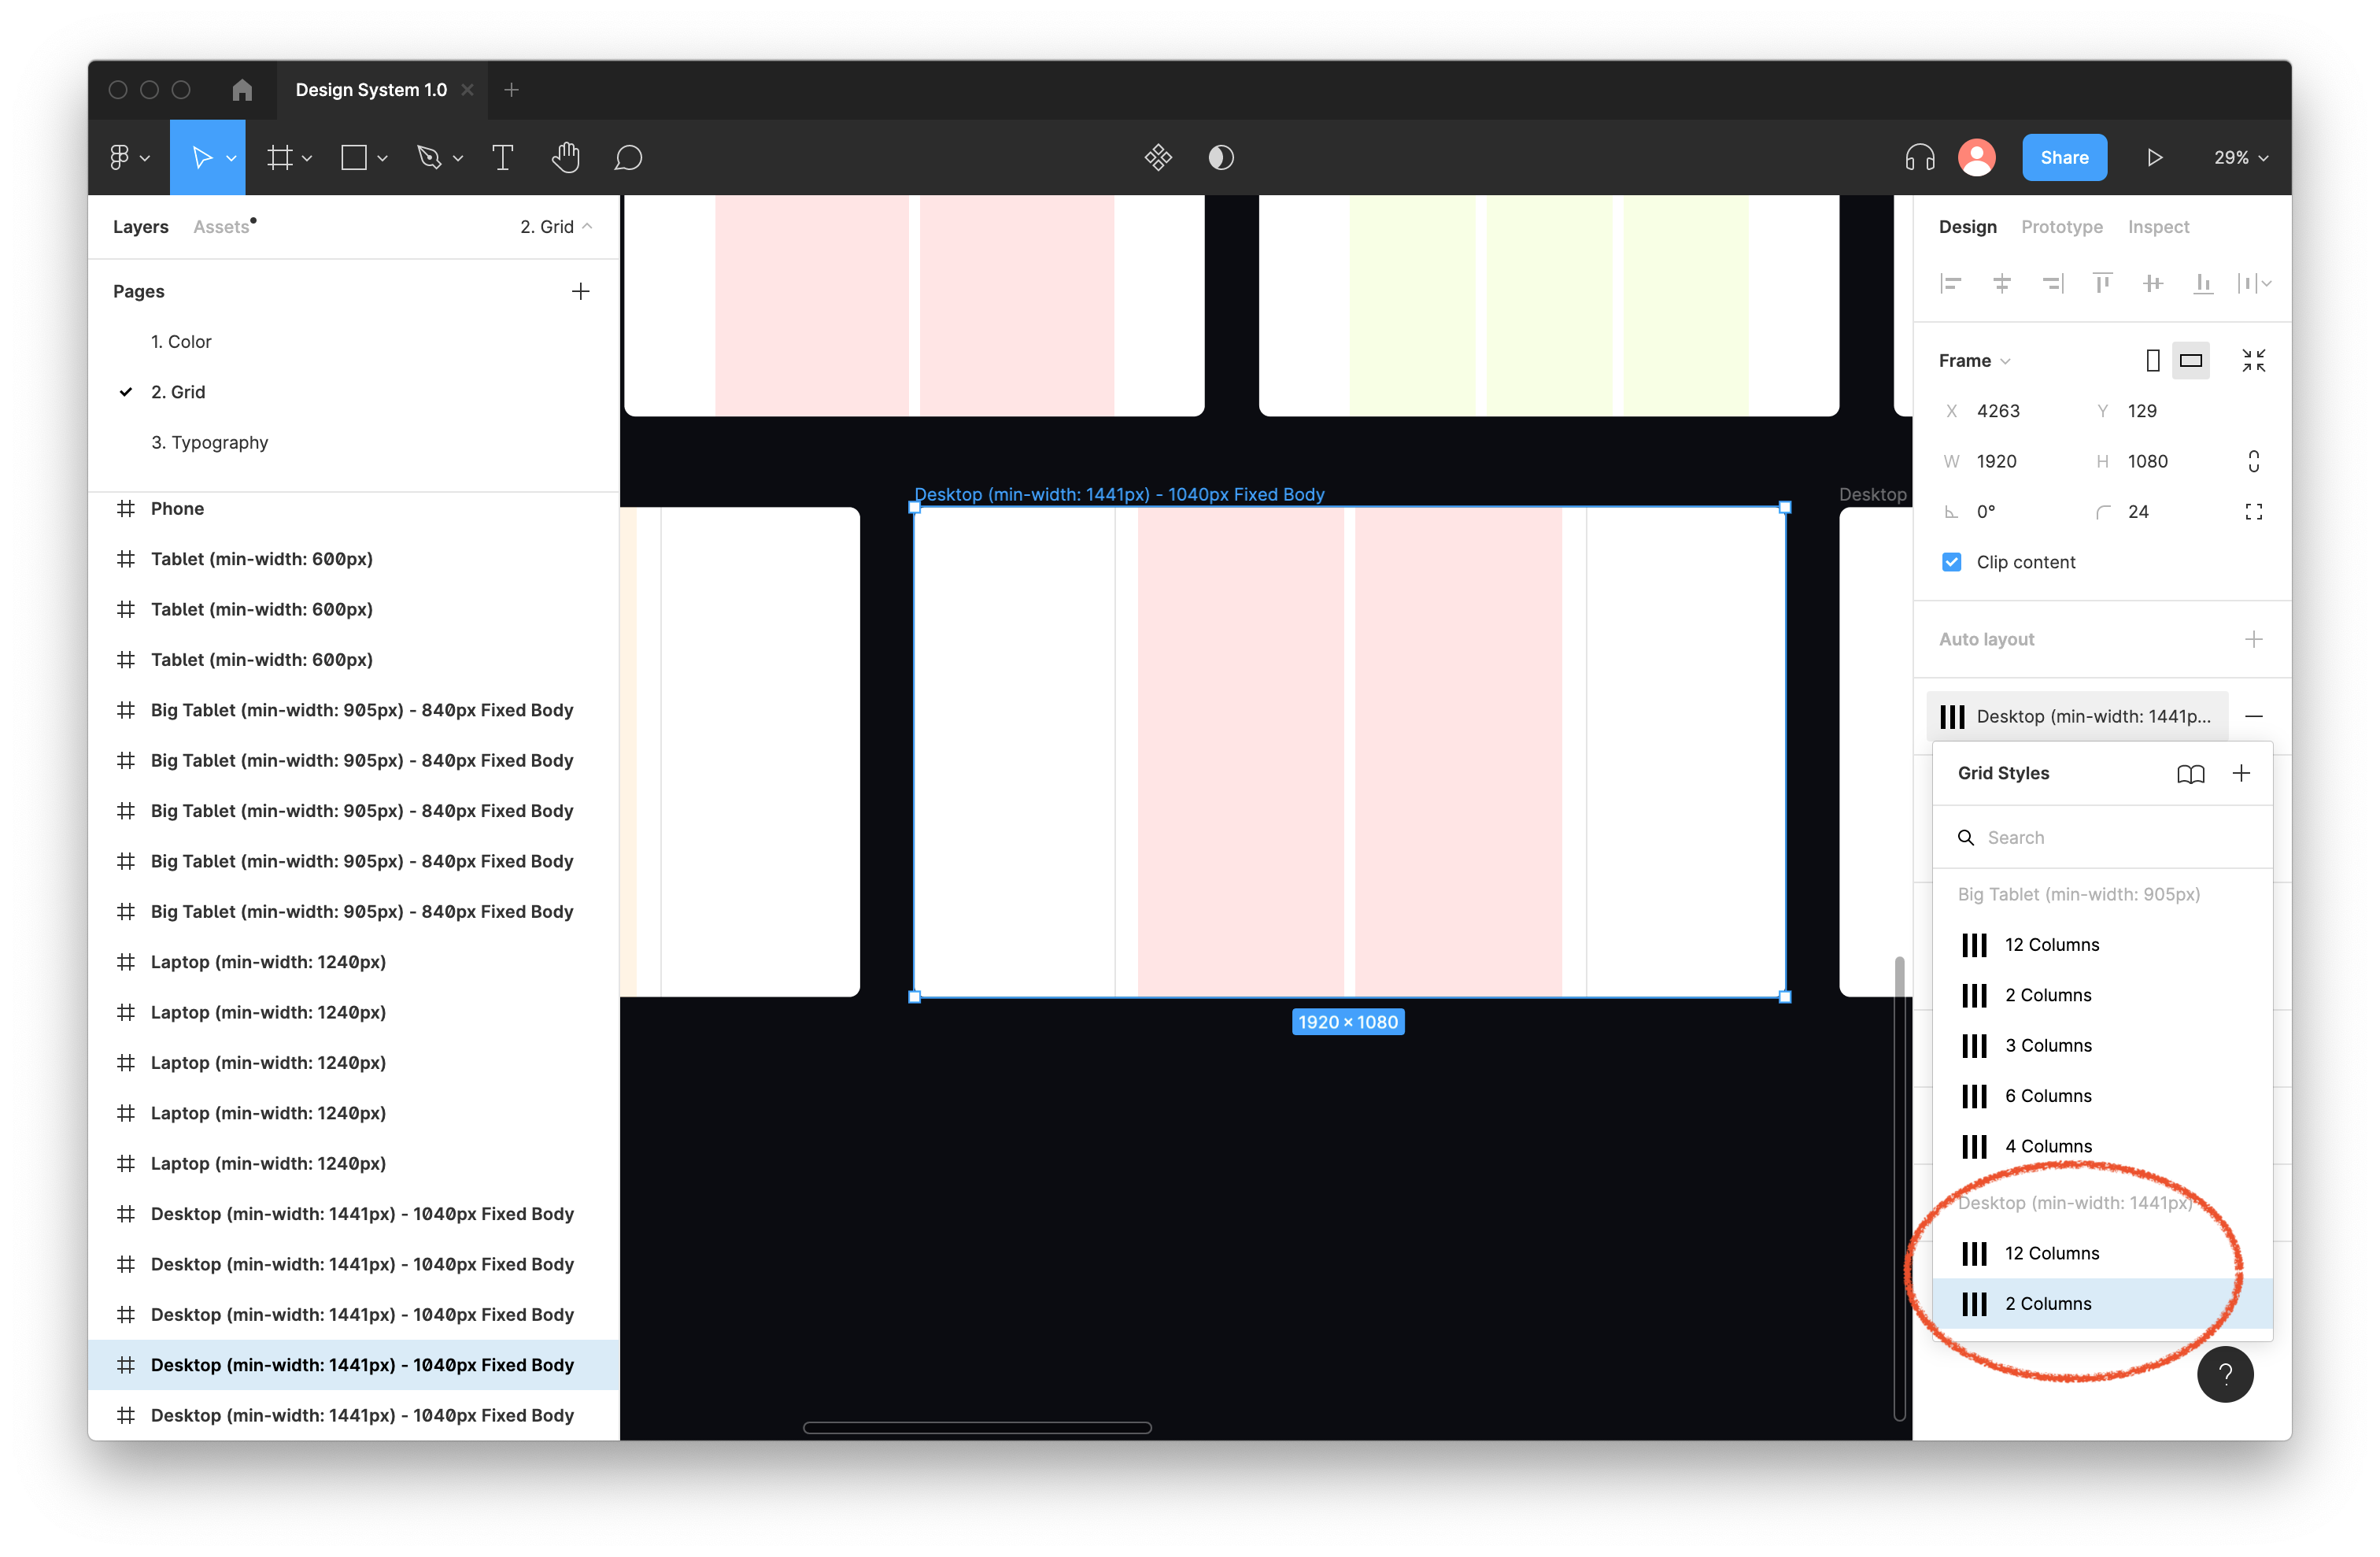 Design System 1.0
Share
29%
Layers
Assets
2. Grid
Pages
1. Color
2. Grid
3. Typography
Phone
Tablet (min-width: 600px)
Tablet (min-width: 600px)
Tablet (min-width: 600px)
Big Tablet (min-width: 905px) - 840px Fixed Body
Big Tablet (min-width: 905px) - 840px Fixed Body
Big Tablet (min-width: 905px) - 840px Fixed Body
Big Tablet (min-width: 905px) - 840px Fixed Body
Big Tablet (min-width: 905px) - 840px Fixed Body
Laptop (min-width: 1240px)
Laptop (min-width: 1240px)
Laptop (min-width: 1240px)
Laptop (min-width: 1240px)
Laptop (min-width: 1240px)
Desktop (min-width: 1441px) - 1040px Fixed Body
Desktop (min-width: 1441px) - 1040px Fixed Body
Desktop (min-width: 1441px) - 1040px Fixed Body
Desktop (min-width: 1441px) - 1040px Fixed Body
Desktop (min-width: 1441px) - 1040px Fixed Body
Desktop (min-width: 1441px) - 1040px Fixed Body
Desktop
1920 × 1080
Design
Prototype
Inspect
Frame
X 4263
Y 129
W 1920
H 1080
0°
24
Clip content
Auto layout
Desktop (min-width: 1441p...
Grid Styles
Search
Big Tablet (min-width: 905px)
12 Columns
2 Columns
3 Columns
6 Columns
4 Columns
Desktop (min-width: 1441px)
12 Columns
2 Columns
?